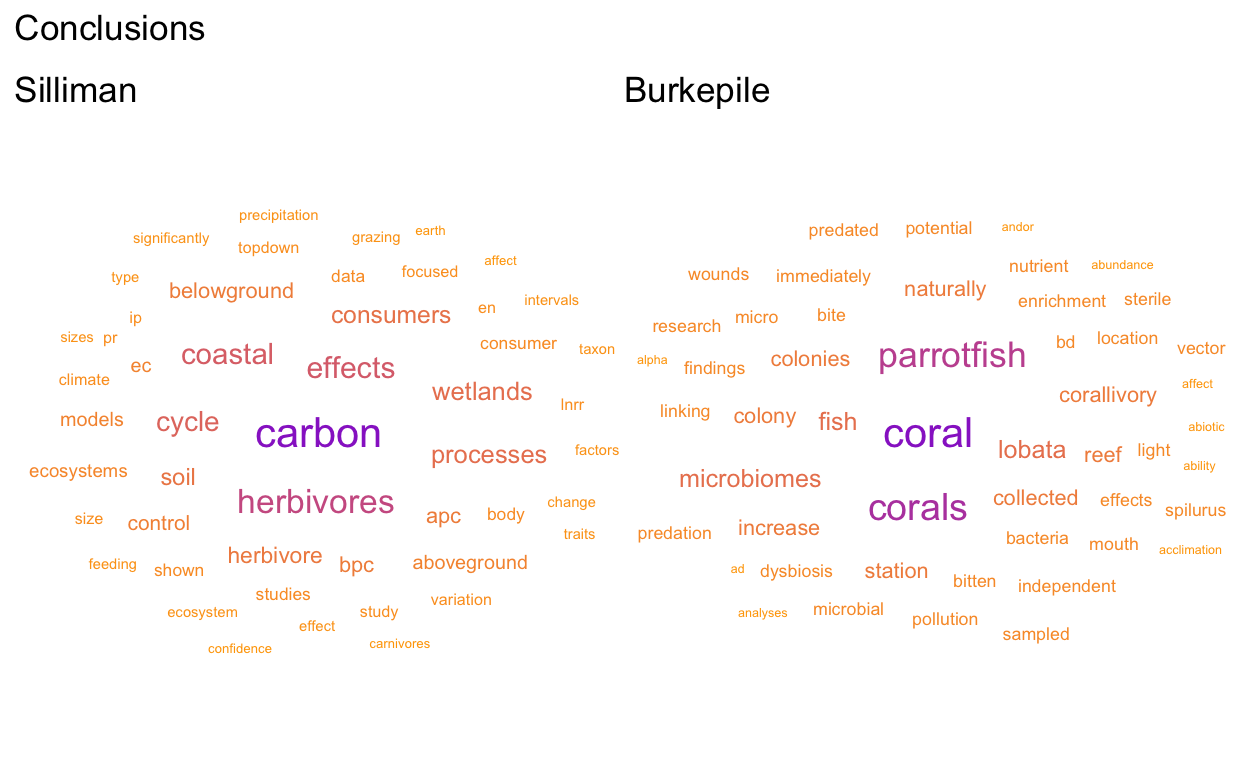 Conclusions
Silliman
Burkepile
precipitation
significantly
topdown
grazing
earth
type
belowground
data
focused
affect
ip
consumers
en
intervals
sizes
pr
coastal
effects
consumer
taxon
climate
ec
wetlands
lnrr
models
cycle
carbon
processes
factors
ecosystems
soil
herbivores
change
size
control
apc
body
traits
feeding
shown
herbivore
bpc
aboveground
studies
variation
ecosystem
effect
study
confidence
carnivores
predated
potential
andor
wounds
immediately
naturally
nutrient
abundance
enrichment
sterile
research
micro
bite
alpha
findings
colonies
parrotfish
bd
location
vector
linking
colony
fish
corallivory
affect
coral
lobata
reef
light
abiotic
ability
microbiomes
corals
collected
effects
spilurus
predation
increase
bacteria
mouth
acclimation
ad
dysbiosis
station
bitten
independent
analyses
microbial
pollution
sampled